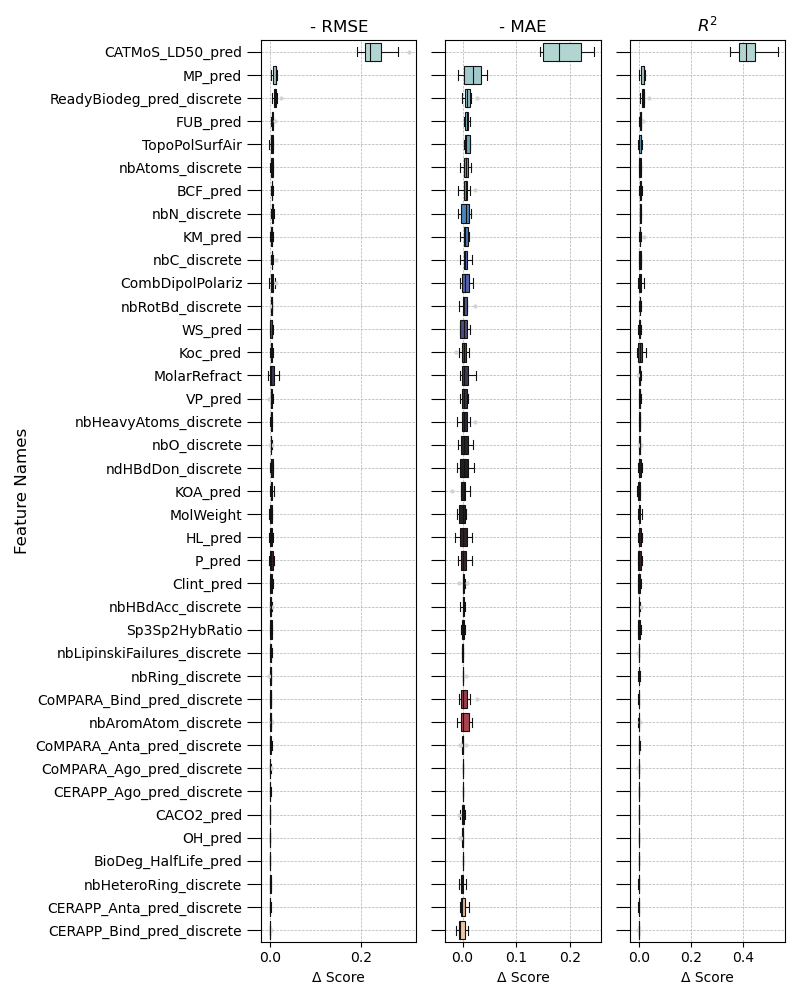 - RMSE - MAE R²
CATMoS_LD50_pred
MP_pred
ReadyBiodeg_pred_discrete
FUB_pred
TopoPolSurfAir
nbAtoms_discrete
BCF_pred
nbN_discrete
KM_pred
nbC_discrete
CombDipolPolariz
nbRotBd_discrete
WS_pred
Koc_pred
MolarRefract
VP_pred
nbHeavyAtoms_discrete
nbO_discrete
ndHBdDon_discrete
KOA_pred
MolWeight
HL_pred
P_pred
Clint_pred
nbHBdAcc_discrete
Sp3Sp2HybRatio
nbLipinskiFailures_discrete
nbRing_discrete
CoMPARA_Bind_pred_discrete
nbAromAtom_discrete
CoMPARA_Anta_pred_discrete
CoMPARA_Ago_pred_discrete
CERAPP_Ago_pred_discrete
CACO2_pred
OH_pred
BioDeg_HalfLife_pred
nbHeteroRing_discrete
CERAPP_Anta_pred_discrete
CERAPP_Bind_pred_discrete
Feature Names
0.0 0.2 0.0 0.1 0.2 0.0 0.2 0.4
Δ Score Δ Score Δ Score